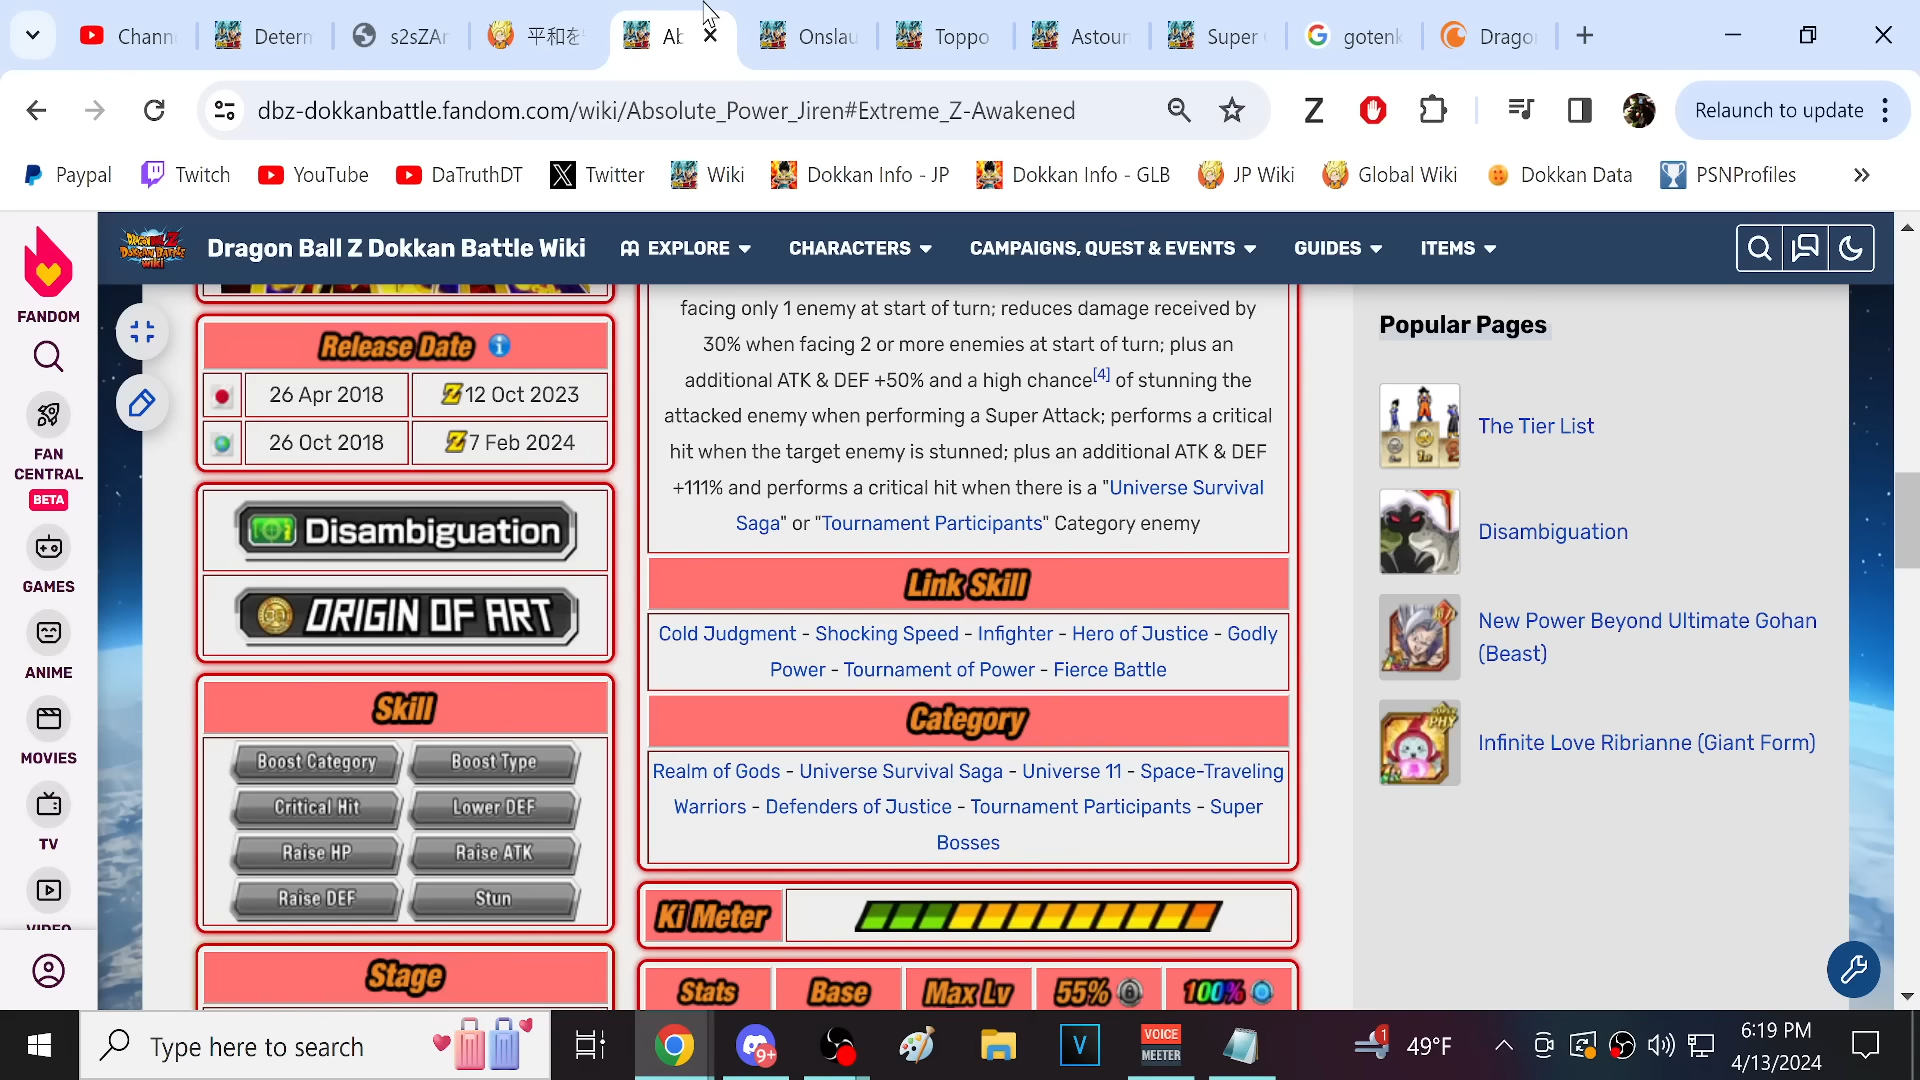 Chann
Determ
s2sZAr
平和を
Ab
Onslau
Toppo
Astoun
Super
gotenk
Drago
dbz-dokkanbattle.fandom.com/wiki/Absolute_Power_Jiren#Extreme_Z-Awakened
Relaunch to update
Paypal
Twitch
YouTube
DaTruthDT
Twitter
Wiki
Dokkan Info - JP
Dokkan Info - GLB
JP Wiki
Global Wiki
Dokkan Data
PSNProfiles
Dragon Ball Z Dokkan Battle Wiki
EXPLORE
CHARACTERS
CAMPAIGNS, QUEST & EVENTS
GUIDES
ITEMS
FANDOM
FAN
CENTRAL
BETA
GAMES
ANIME
MOVIES
TV
VIDEO
Release Date
26 Apr 2018
12 Oct 2023
26 Oct 2018
7 Feb 2024
Disambiguation
ORIGIN OF ART
Skill
Boost Category
Boost Type
Critical Hit
Lower DEF
Raise HP
Raise ATK
Raise DEF
Stun
Stage
facing only 1 enemy at start of turn; reduces damage received by
30% when facing 2 or more enemies at start of turn; plus an
additional ATK & DEF +50% and a high chance[4] of stunning the
attacked enemy when performing a Super Attack; performs a critical
hit when the target enemy is stunned; plus an additional ATK & DEF
+111% and performs a critical hit when there is a "Universe Survival
Saga" or "Tournament Participants" Category enemy
Link Skill
Cold Judgment - Shocking Speed - Infighter - Hero of Justice - Godly
Power - Tournament of Power - Fierce Battle
Category
Realm of Gods - Universe Survival Saga - Universe 11 - Space-Traveling
Warriors - Defenders of Justice - Tournament Participants - Super
Bosses
Ki Meter
Stats
Base
Max Lv
55%
100%
Popular Pages
The Tier List
Disambiguation
New Power Beyond Ultimate Gohan
(Beast)
Infinite Love Ribrianne (Giant Form)
Type here to search
9+
VOICE
MEETER
1
49°F
6:19 PM
4/13/2024